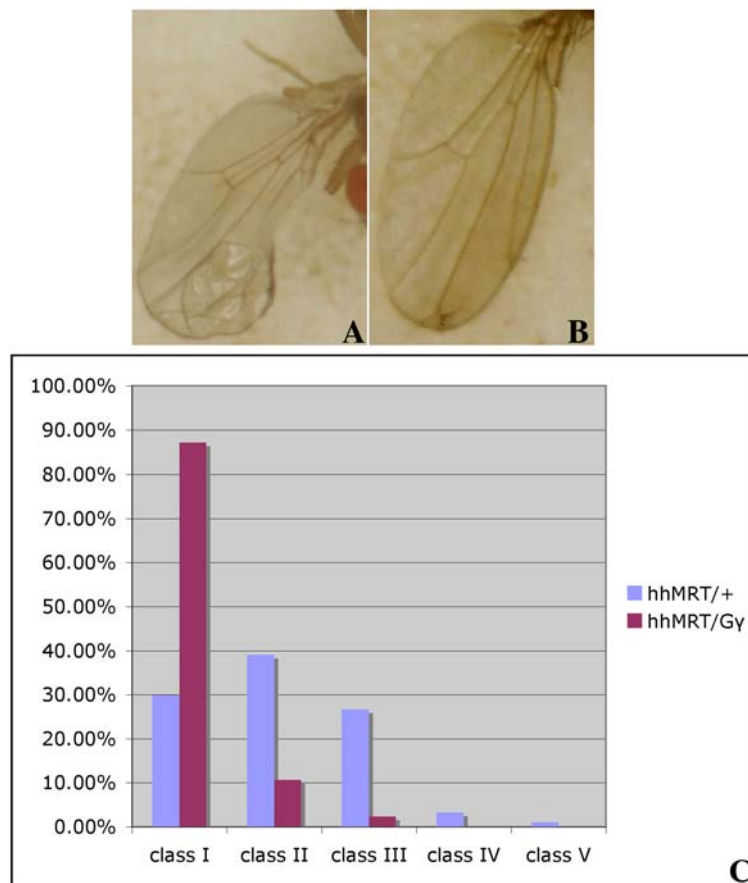 A
B
100.00%
90.00%
80.00%
70.00%
60.00%
50.00%
40.00%
30.00%
20.00%
10.00%
0.00%
class I class II class III class IV class V
hhMRT/+
hhMRT/Gγ
C